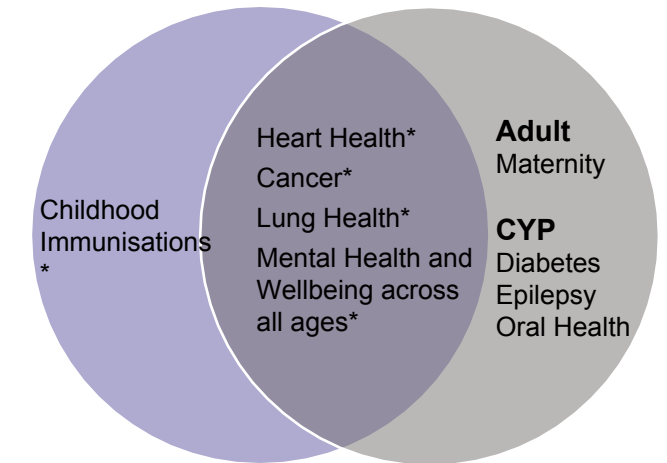 Childhood
Immunisations
*
Heart Health*
Cancer*
Lung Health*
Mental Health and
Wellbeing across
all ages*
Adult
Maternity
CYP
Diabetes
Epilepsy
Oral Health